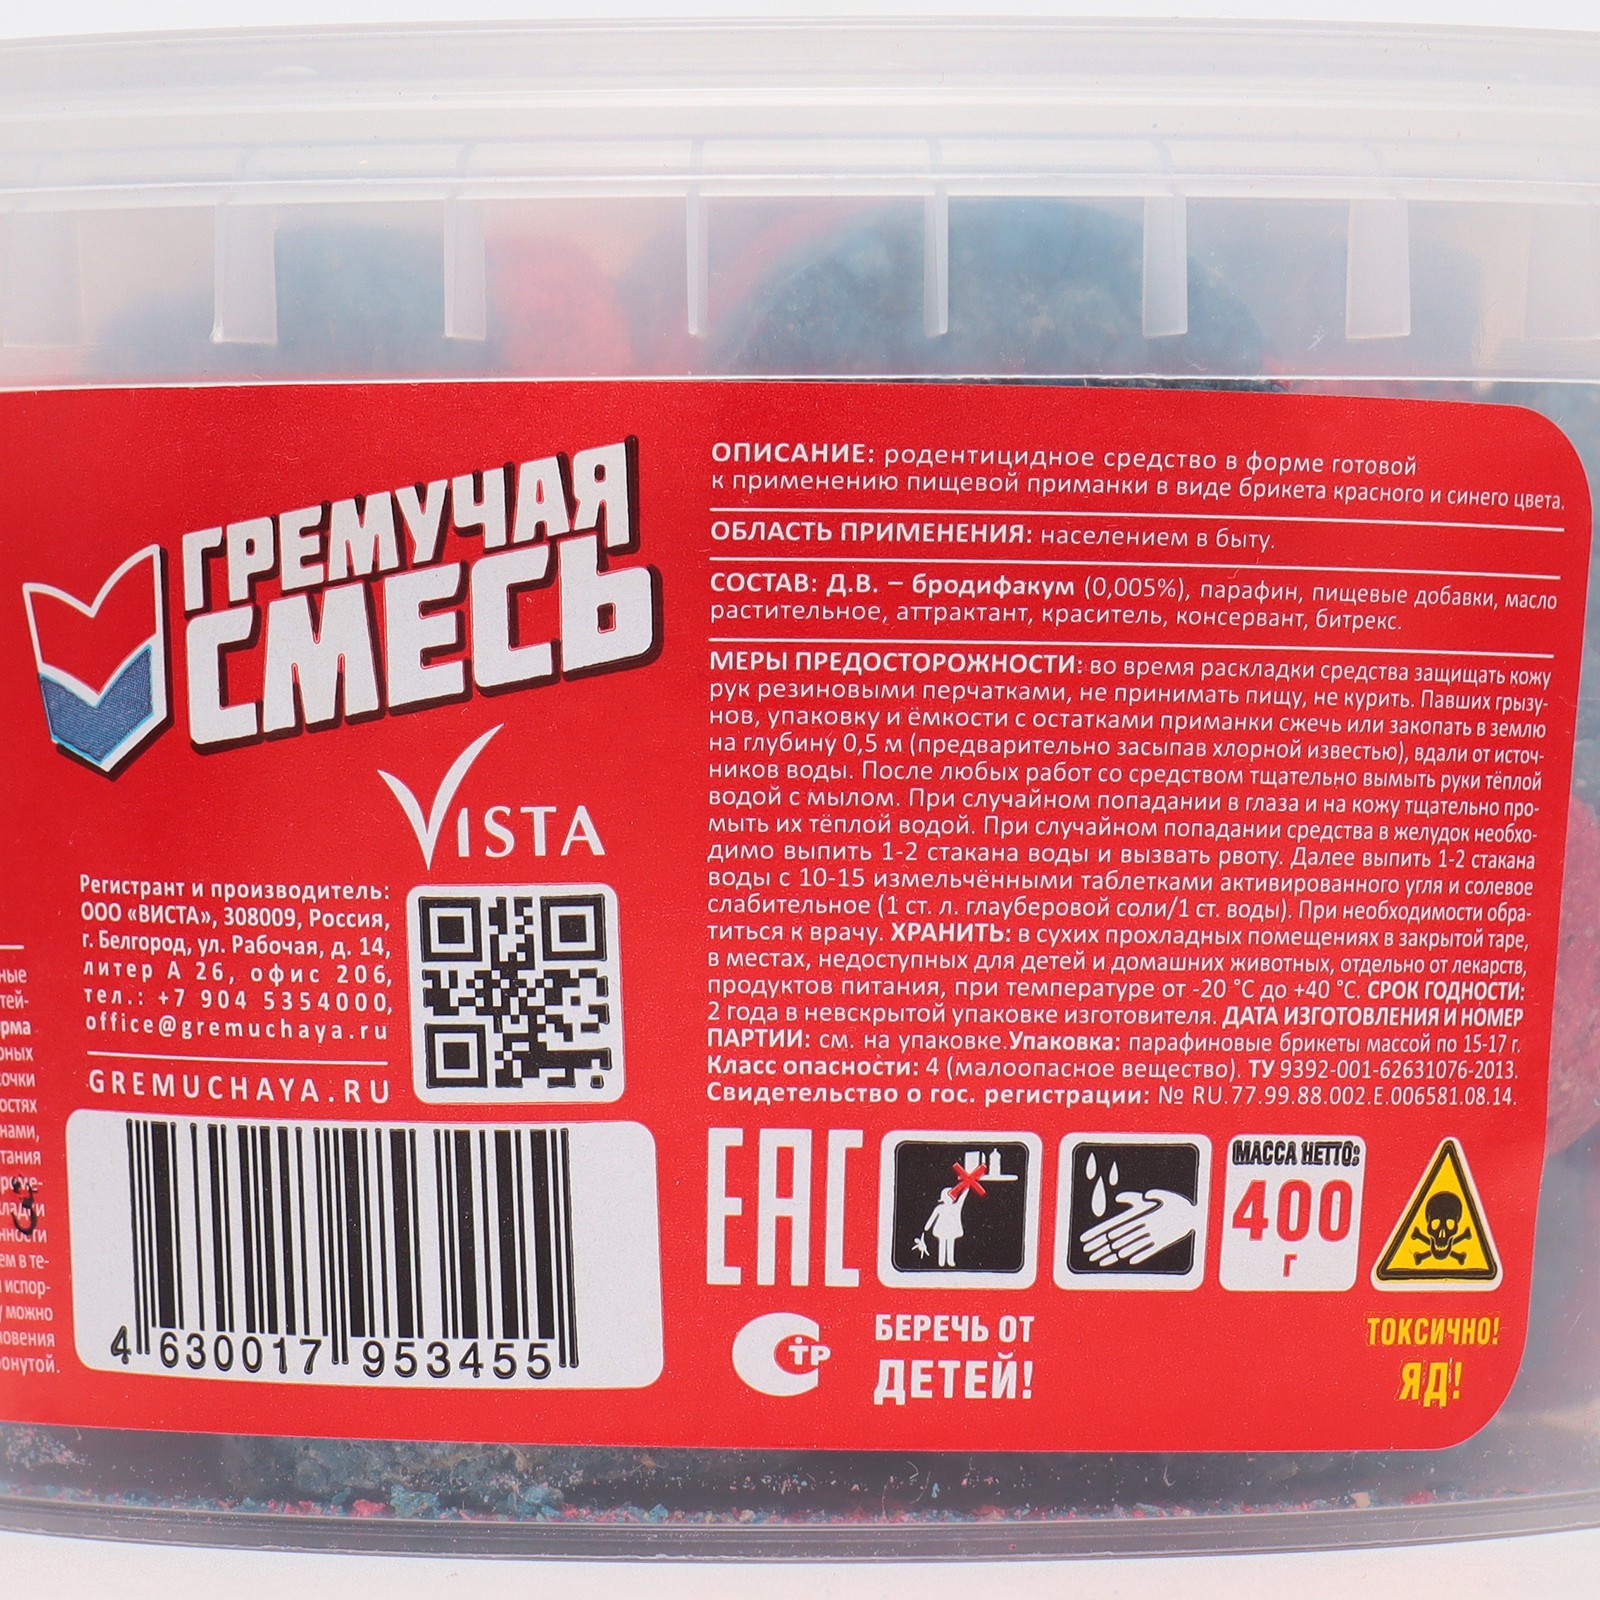 ГРЕМУЧАЯ
СМЕСЬ
VISTA
Регистрант и производитель:
ООО «ВИСТА», 308009, Россия,
г. Белгород, ул. Рабочая, д. 14,
литер А 26, офис 206,
тел.: +7 904 5354000,
office@gremuchaya.ru
GREMUCHAYA.RU
4 630017 953455
ОПИСАНИЕ: родентицидное средство в форме готовой
к применению пищевой приманки в виде брикета красного и синего цвета.
ОБЛАСТЬ ПРИМЕНЕНИЯ: населением в быту.
СОСТАВ: Д.В. – бродифакум (0,005%), парафин, пищевые добавки, масло
растительное, аттрактант, краситель, консервант, битрекс.
МЕРЫ ПРЕДОСТОРОЖНОСТИ: во время раскладки средства защищать кожу
рук резиновыми перчатками, не принимать пищу, не курить. Павших грызу-
нов, упаковку и ёмкости с остатками приманки сжечь или закопать в землю
на глубину 0,5 м (предварительно засыпав хлорной известью), вдали от источ-
ников воды. После любых работ со средством тщательно вымыть руки тёплой
водой с мылом. При случайном попадании в глаза и на кожу тщательно про-
мыть их тёплой водой. При случайном попадании средства в желудок необхо-
димо выпить 1-2 стакана воды и вызвать рвоту. Далее выпить 1-2 стакана
воды с 10-15 измельчёнными таблетками активированного угля и солевое
слабительное (1 ст. л. глауберовой соли/1 ст. воды). При необходимости обра-
титься к врачу. ХРАНИТЬ: в сухих прохладных помещениях в закрытой таре,
в местах, недоступных для детей и домашних животных, отдельно от лекарств,
продуктов питания, при температуре от -20 °С до +40 °С. СРОК ГОДНОСТИ:
2 года в невскрытой упаковке изготовителя. ДАТА ИЗГОТОВЛЕНИЯ И НОМЕР
ПАРТИИ: см. на упаковке.Упаковка: парафиновые брикеты массой по 15-17 г.
Класс опасности: 4 (малоопасное вещество). ТУ 9392-001-62631076-2013.
Свидетельство о гос. регистрации: № RU.77.99.88.002.Е.006581.08.14.
ЕАС
МАССА НЕТТО:
400
г
СТР
БЕРЕЧЬ ОТ
ДЕТЕЙ!
ТОКСИЧНО!
ЯД!